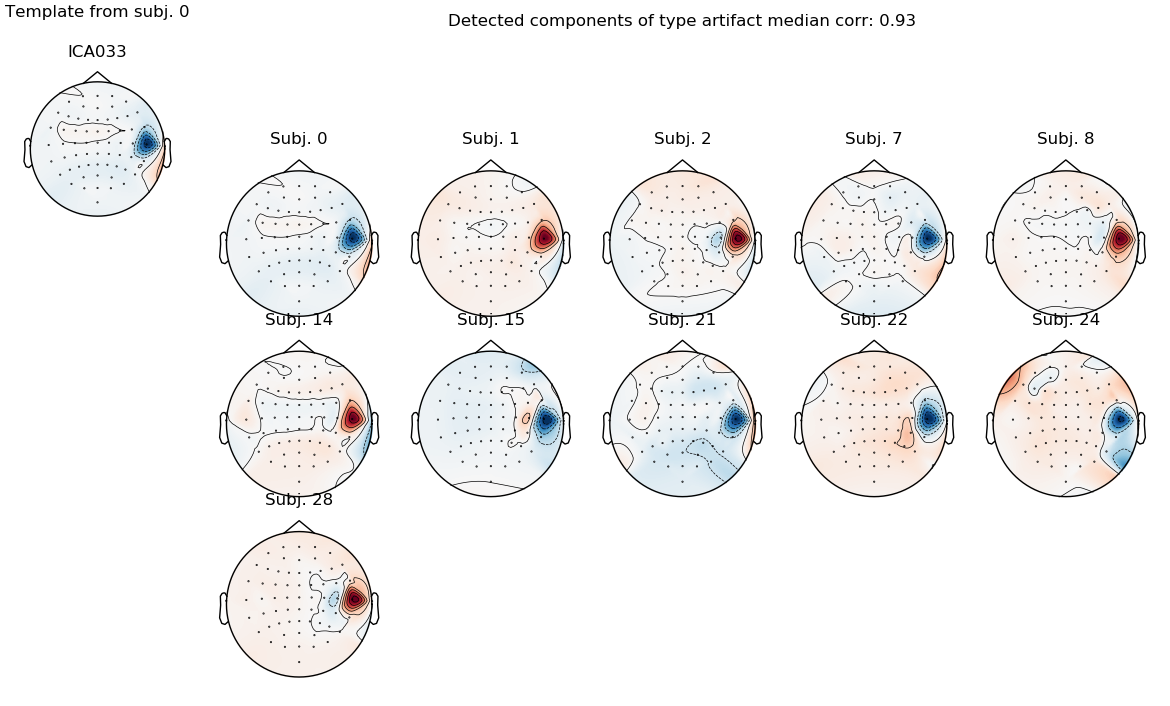 Template from subj. 0
Detected components of type artifact median corr: 0.93
ICA033
Subj. 0
Subj. 1
Subj. 2
Subj. 7
Subj. 8
Subj. 14
Subj. 15
Subj. 21
Subj. 22
Subj. 24
Subj. 28